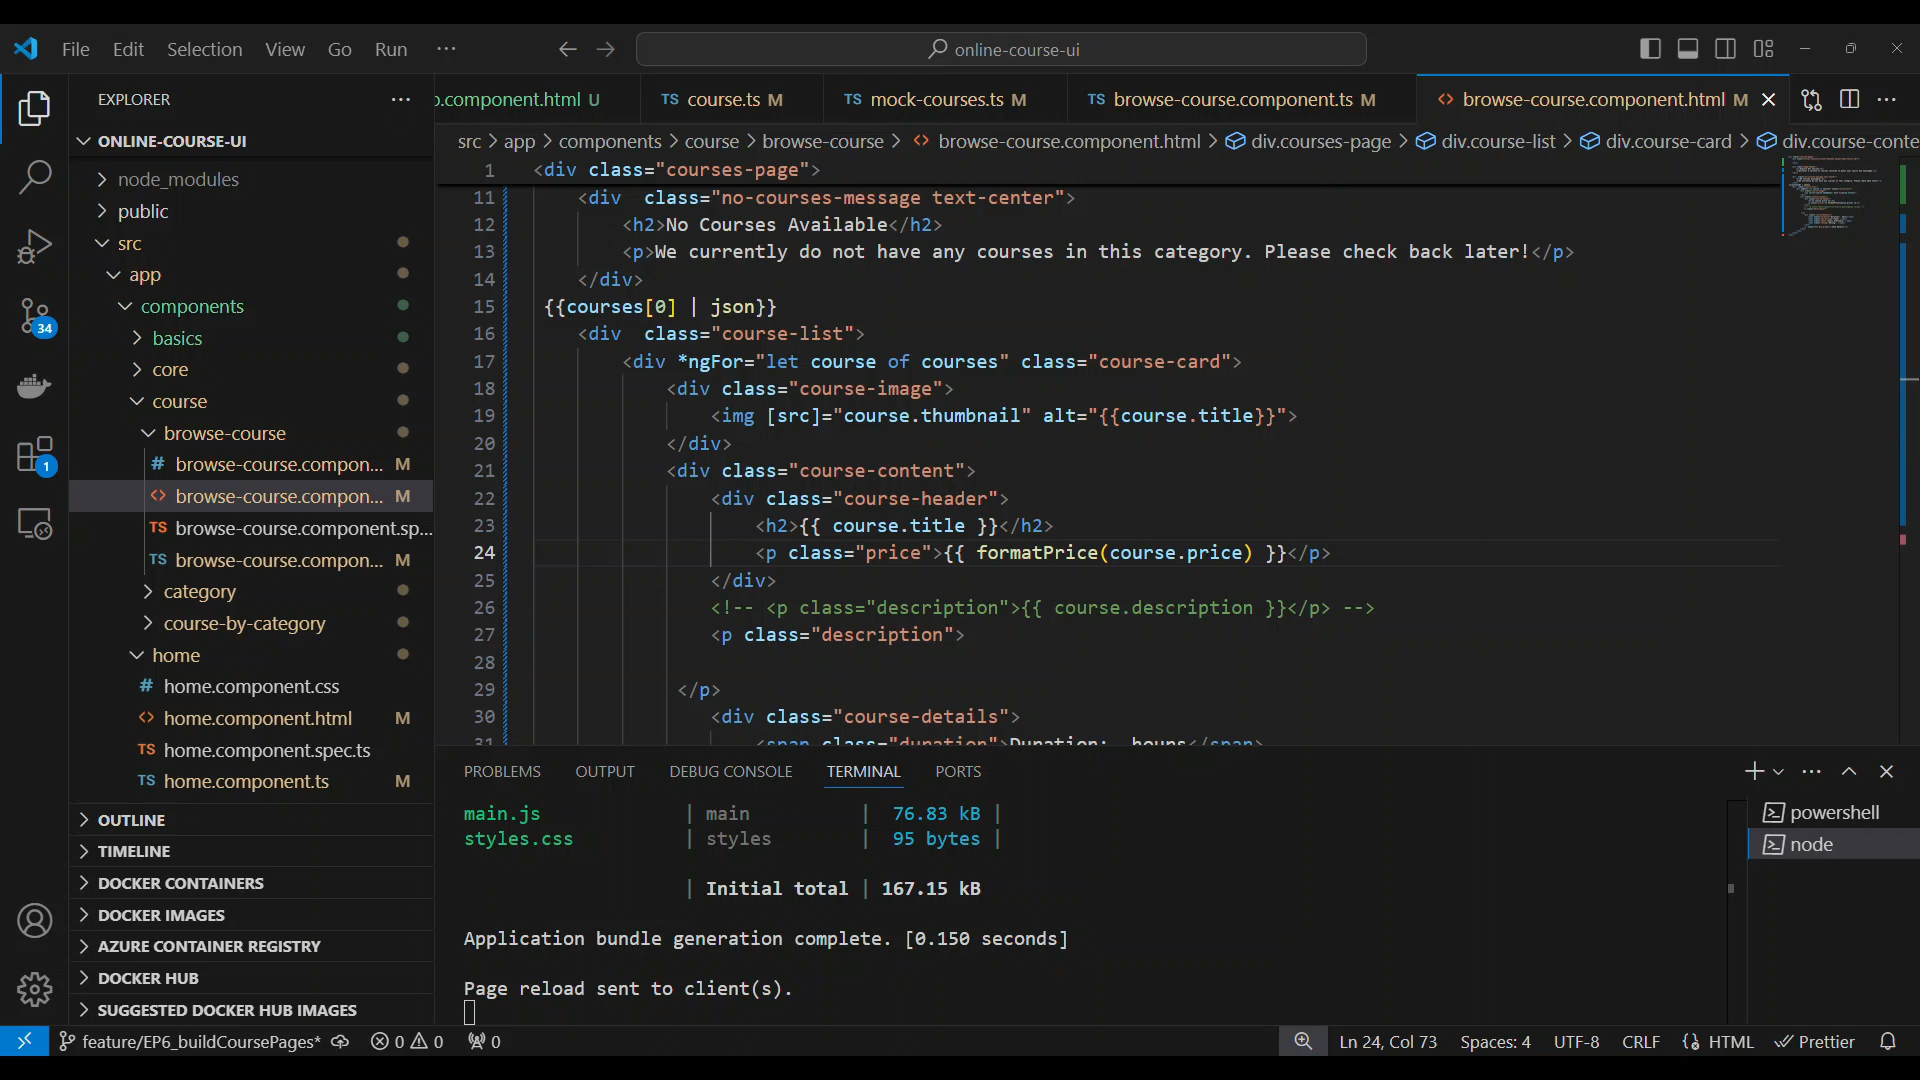 File Edit Selection View Go Run ···
online-course-ui
EXPLORER
ONLINE-COURSE-UI
node_modules
public
src
app
components
basics
core
course
browse-course
browse-course.compon... M
browse-course.compon... M
browse-course.component.sp...
browse-course.compon... M
category
course-by-category
home
home.component.css
home.component.html M
home.component.spec.ts
home.component.ts M
OUTLINE
TIMELINE
DOCKER CONTAINERS
DOCKER IMAGES
AZURE CONTAINER REGISTRY
DOCKER HUB
SUGGESTED DOCKER HUB IMAGES
34
1
o.component.html U
TS course.ts M
TS mock-courses.ts M
TS browse-course.component.ts M
<> browse-course.component.html M
src > app > components > course > browse-course > <> browse-course.component.html > div.courses-page > div.course-list > div.course-card > div.course-conte
1 <div class="courses-page">
11 <div  class="no-courses-message text-center">
12 <h2>No Courses Available</h2>
13 <p>We currently do not have any courses in this category. Please check back later!</p>
14 </div>
15 {{courses[0] | json}}
16 <div  class="course-list">
17 <div *ngFor="let course of courses" class="course-card">
18 <div class="course-image">
19 <img [src]="course.thumbnail" alt="{{course.title}}">
20 </div>
21 <div class="course-content">
22 <div class="course-header">
23 <h2>{{ course.title }}</h2>
24 <p class="price">{{ formatPrice(course.price) }}</p>
25 </div>
26 <!-- <p class="description">{{ course.description }}</p> -->
27 <p class="description">
28
29 </p>
30 <div class="course-details">
31 <span class="duration">Duration:  hours</span>
PROBLEMS OUTPUT DEBUG CONSOLE TERMINAL PORTS
main.js | main | 76.83 kB |
styles.css | styles | 95 bytes |
| Initial total | 167.15 kB
Application bundle generation complete. [0.150 seconds]
Page reload sent to client(s).
powershell
node
feature/EP6_buildCoursePages* 0 0 0
Ln 24, Col 73 Spaces: 4 UTF-8 CRLF HTML Prettier